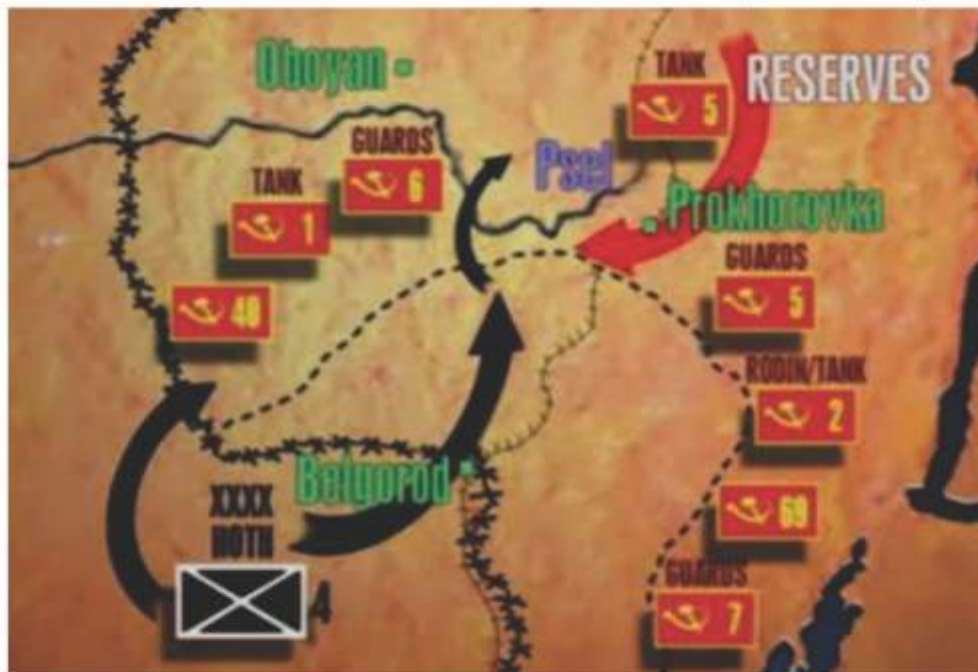 Oboyan
TANK
5
RESERVES
GUARDS
6
Psel
TANK
1
Prokhorovka
GUARDS
5
40
RODIN/TANK
2
Belgorod
XXXX
HOTH
69
4
GUARDS
7